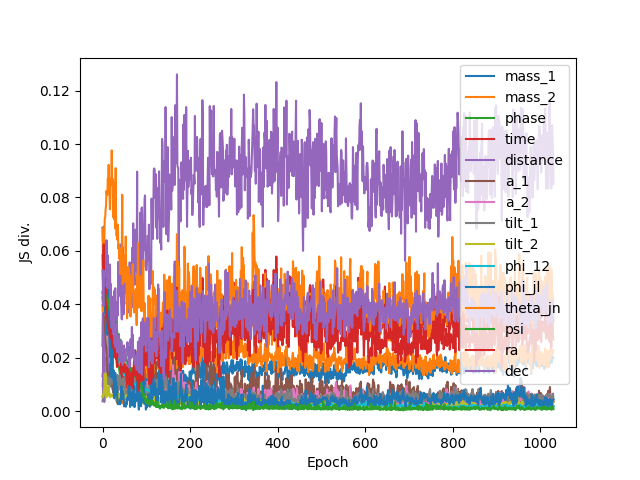 0.12
0.10
0.08
0.06
0.04
0.02
0.00
JS div.
0
200
400
600
800
1000
Epoch
mass_1
mass_2
phase
time
distance
a_1
a_2
tilt_1
tilt_2
phi_12
phi_jl
theta_jn
psi
ra
dec